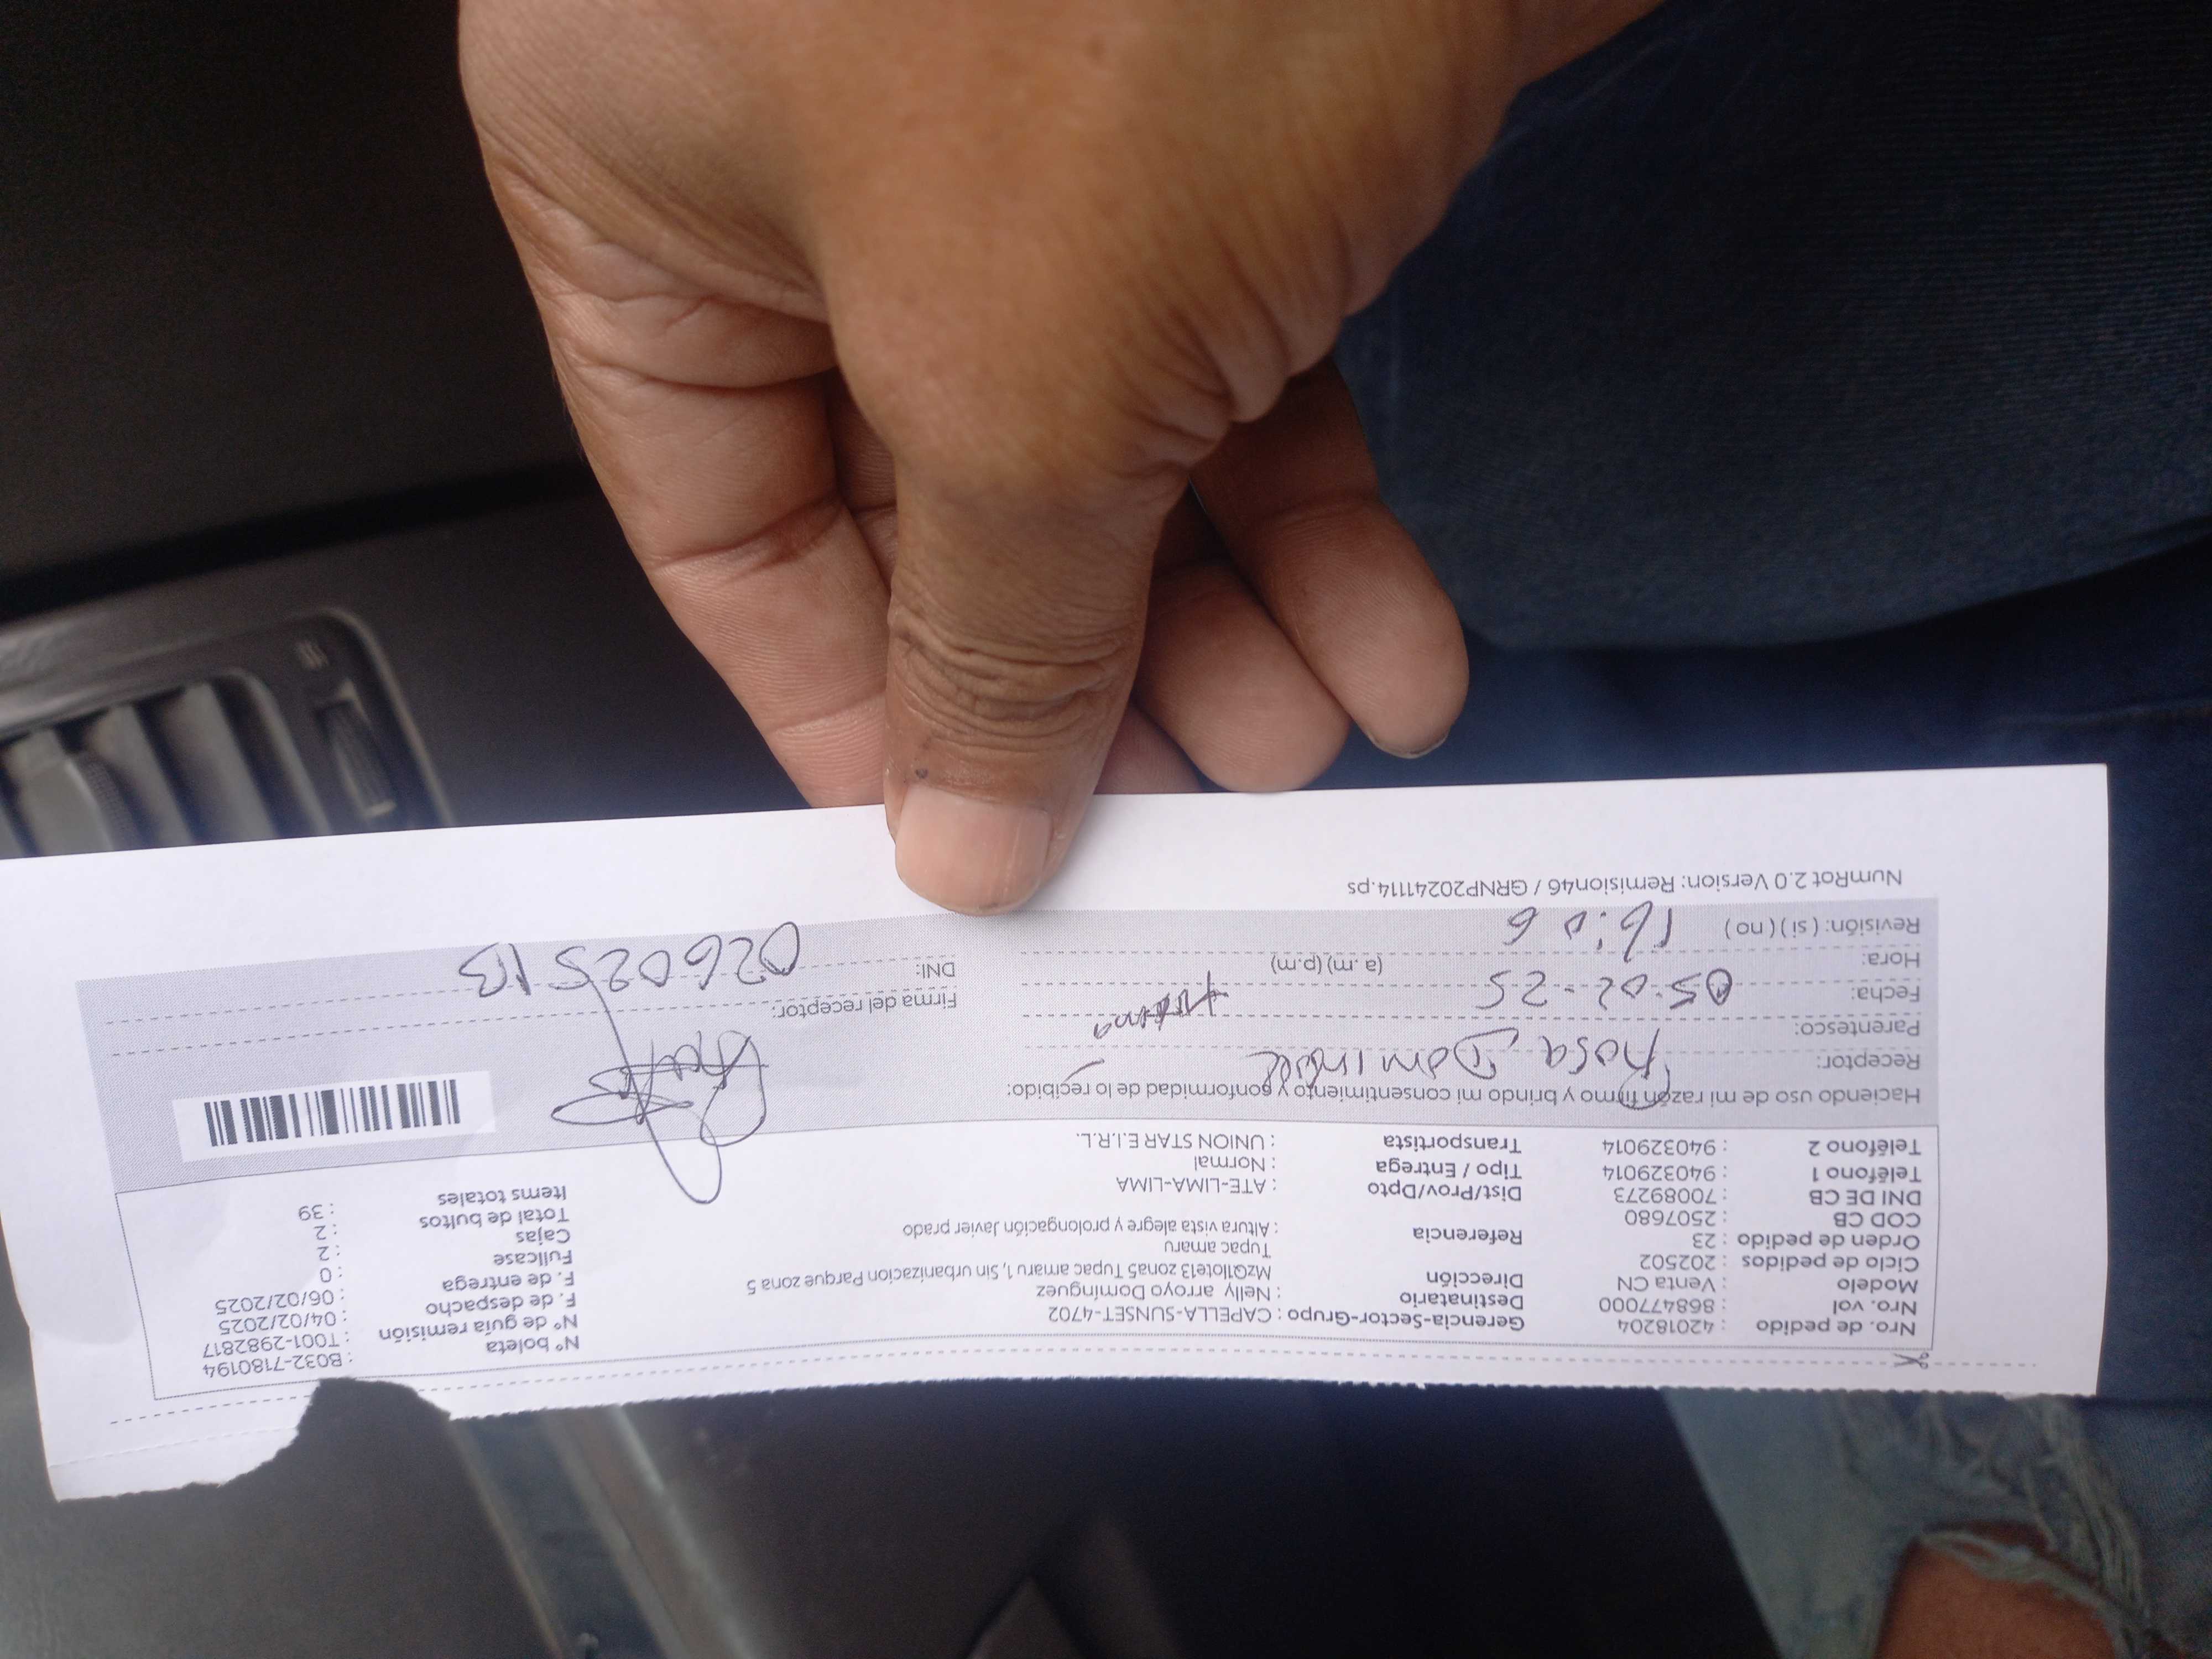 Nro. de pedido : 42018204 Gerencia-Sector-Grupo : CAPELLA-SUNSET-4702 N° boleta : B032-7180194
Nro. vol : 868477000 Destinatario : Nelly arroyo Domínguez N° de guía remisión : T001-2982817
Modelo : Venta CN Dirección : MzQ1lote13 zona5 Tupac amaru 1, Sin urbanizacion Parque zona 5 F. de despacho : 04/02/2025
Ciclo de pedidos : 202502 Tupac amaru F. de entrega : 06/02/2025
Orden de pedido : 23 Referencia : Altura vista alegre y prolongación Javier prado Fullcase : 0
COD CB : 2507680 Cajas : 2
DNI DE CB : 70089273 Dist/Prov/Dpto : ATE-LIMA-LIMA Total de bultos : 2
Teléfono 1 : 940329014 Tipo / Entrega : Normal Items totales : 39
Teléfono 2 : 940329014 Transportista : UNION STAR E.I.R.L.
Haciendo uso de mi razón firmo y brindo mi consentimiento y conformidad de lo recibido:
Receptor: Rosa
Parentesco:
Fecha: 05-02-25 Firma del receptor:
Hora: (a.m) (p.m) DNI:
Revisión: ( si ) ( no ) 16:06
NumRot 2.0 Version: Remision46 / GRNP20241114.ps